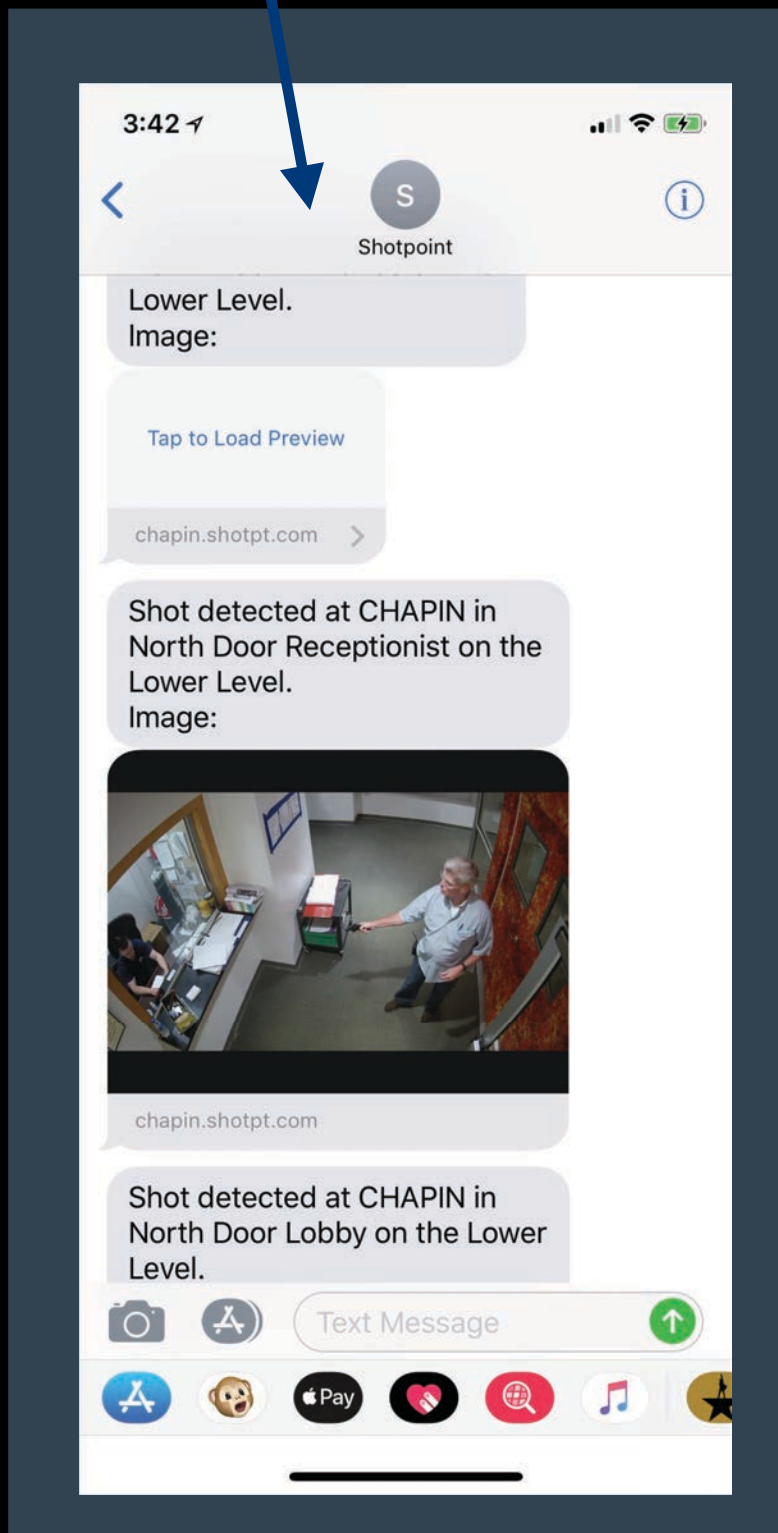 3:42
S
Shotpoint
Lower Level.
Image:
Tap to Load Preview
chapin.shotpt.com
Shot detected at CHAPIN in
North Door Receptionist on the
Lower Level.
Image:
chapin.shotpt.com
Shot detected at CHAPIN in
North Door Lobby on the Lower
Level.
Text Message
Pay